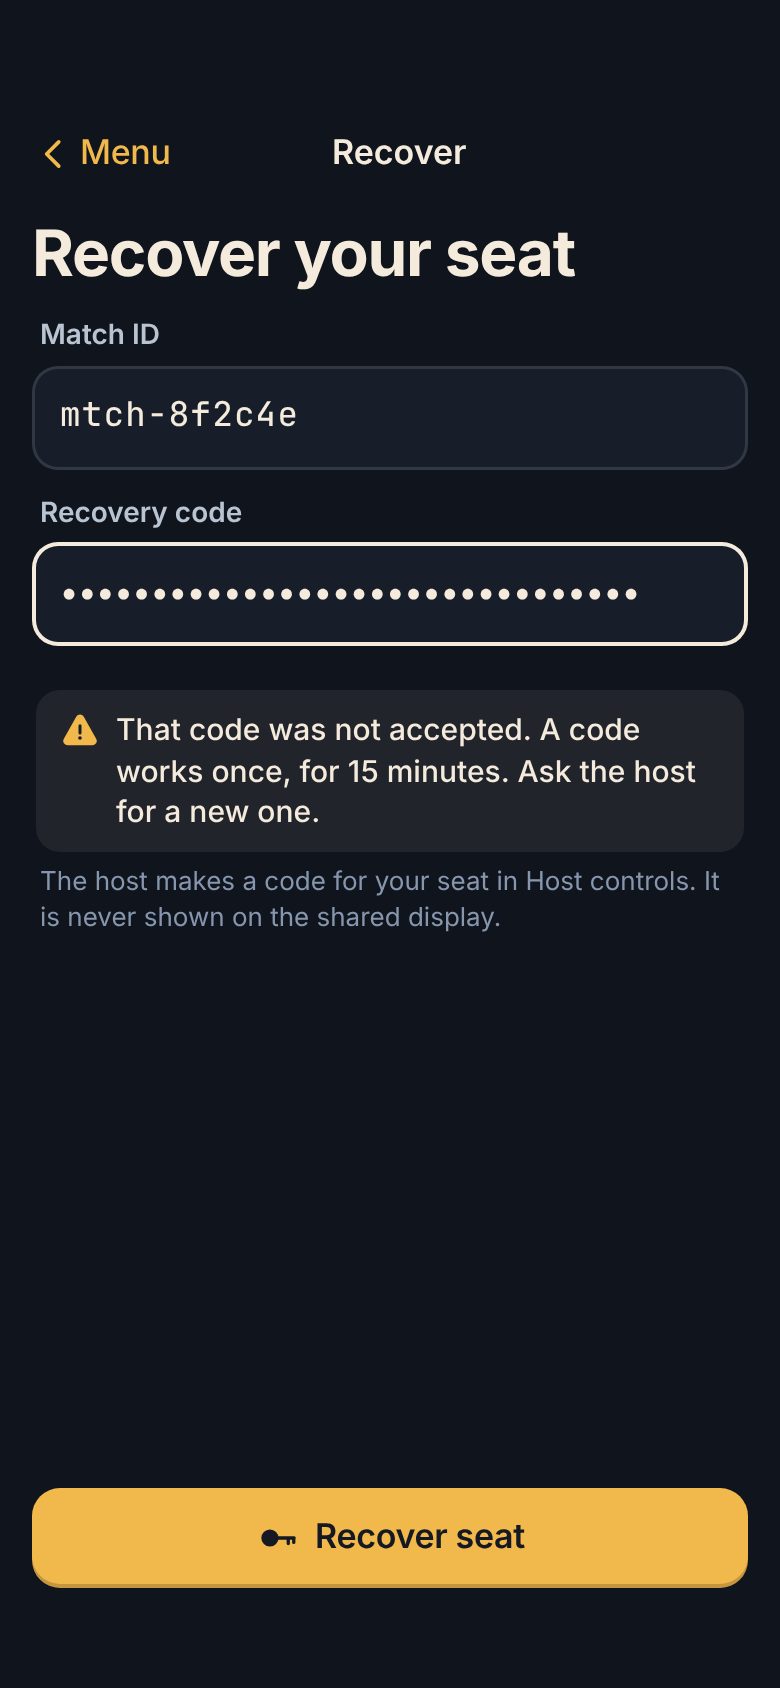 Menu
Recover
Recover your seat
Match ID
mtch-8f2c4e
Recovery code
••••••••••••••••••••••••••••••••
That code was not accepted. A code
works once, for 15 minutes. Ask the host
for a new one.
The host makes a code for your seat in Host controls. It
is never shown on the shared display.
Recover seat